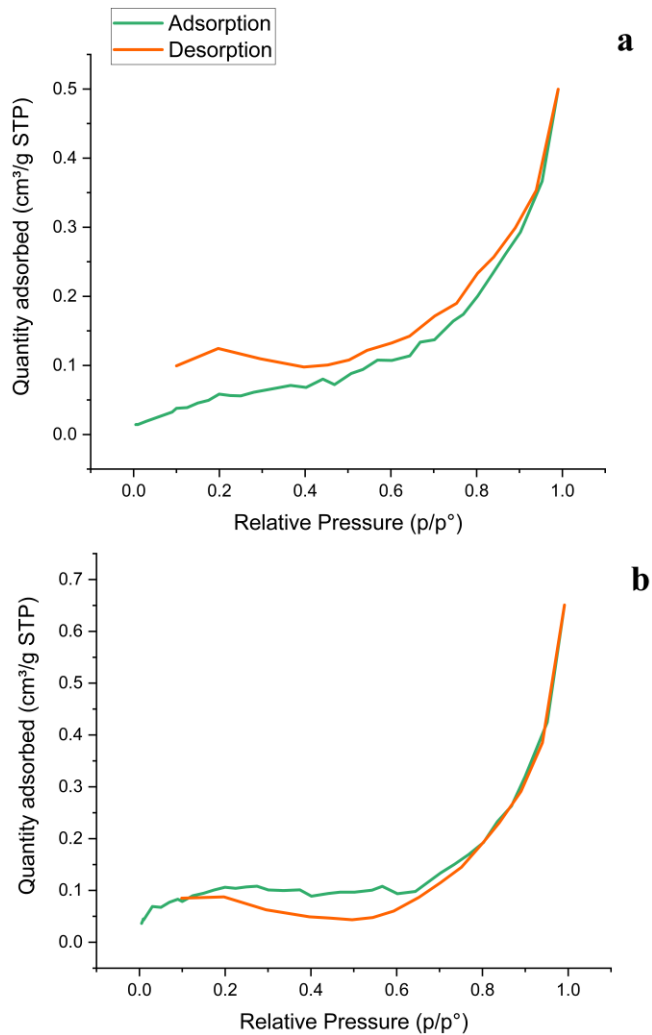 Adsorption
Desorption
a
Quantity adsorbed (cm³/g STP)
0.5
0.4
0.3
0.2
0.1
0.0
0.0 0.2 0.4 0.6 0.8 1.0
Relative Pressure (p/p°)
b
Quantity adsorbed (cm³/g STP)
0.7
0.6
0.5
0.4
0.3
0.2
0.1
0.0
0.0 0.2 0.4 0.6 0.8 1.0
Relative Pressure (p/p°)